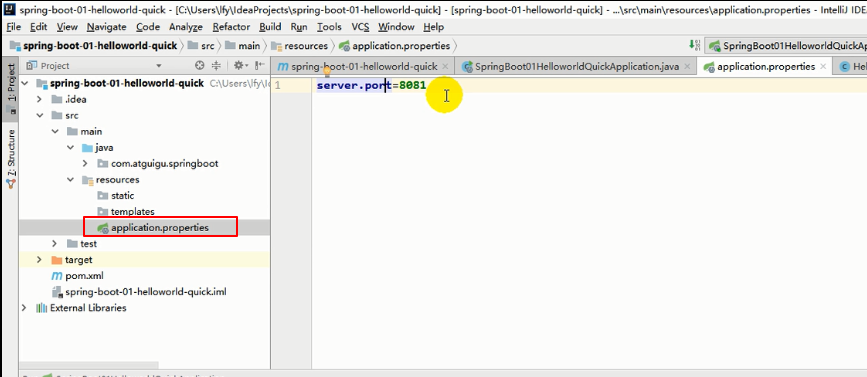 spring-boot-01-helloworld-quick - [C:\Users\lfy\IdeaProjects\spring-boot-01-helloworld-quick] - [spring-boot-01-helloworld-quick] - ...\src\main\resources\application.properties - IntelliJ IDEA
File Edit View Navigate Code Analyze Refactor Build Run Tools VCS Window Help
spring-boot-01-helloworld-quick src main resources application.properties SpringBoot01HelloworldQuickApplication
Project spring-boot-01-helloworld-quick SpringBoot01HelloworldQuickApplication.java application.properties
1: Project
7: Structure
spring-boot-01-helloworld-quick C:\Users\lfy\
.idea
src
main
java
com.atguigu.springboot
resources
static
templates
application.properties
test
target
pom.xml
spring-boot-01-helloworld-quick.iml
External Libraries
1 server.port=8081